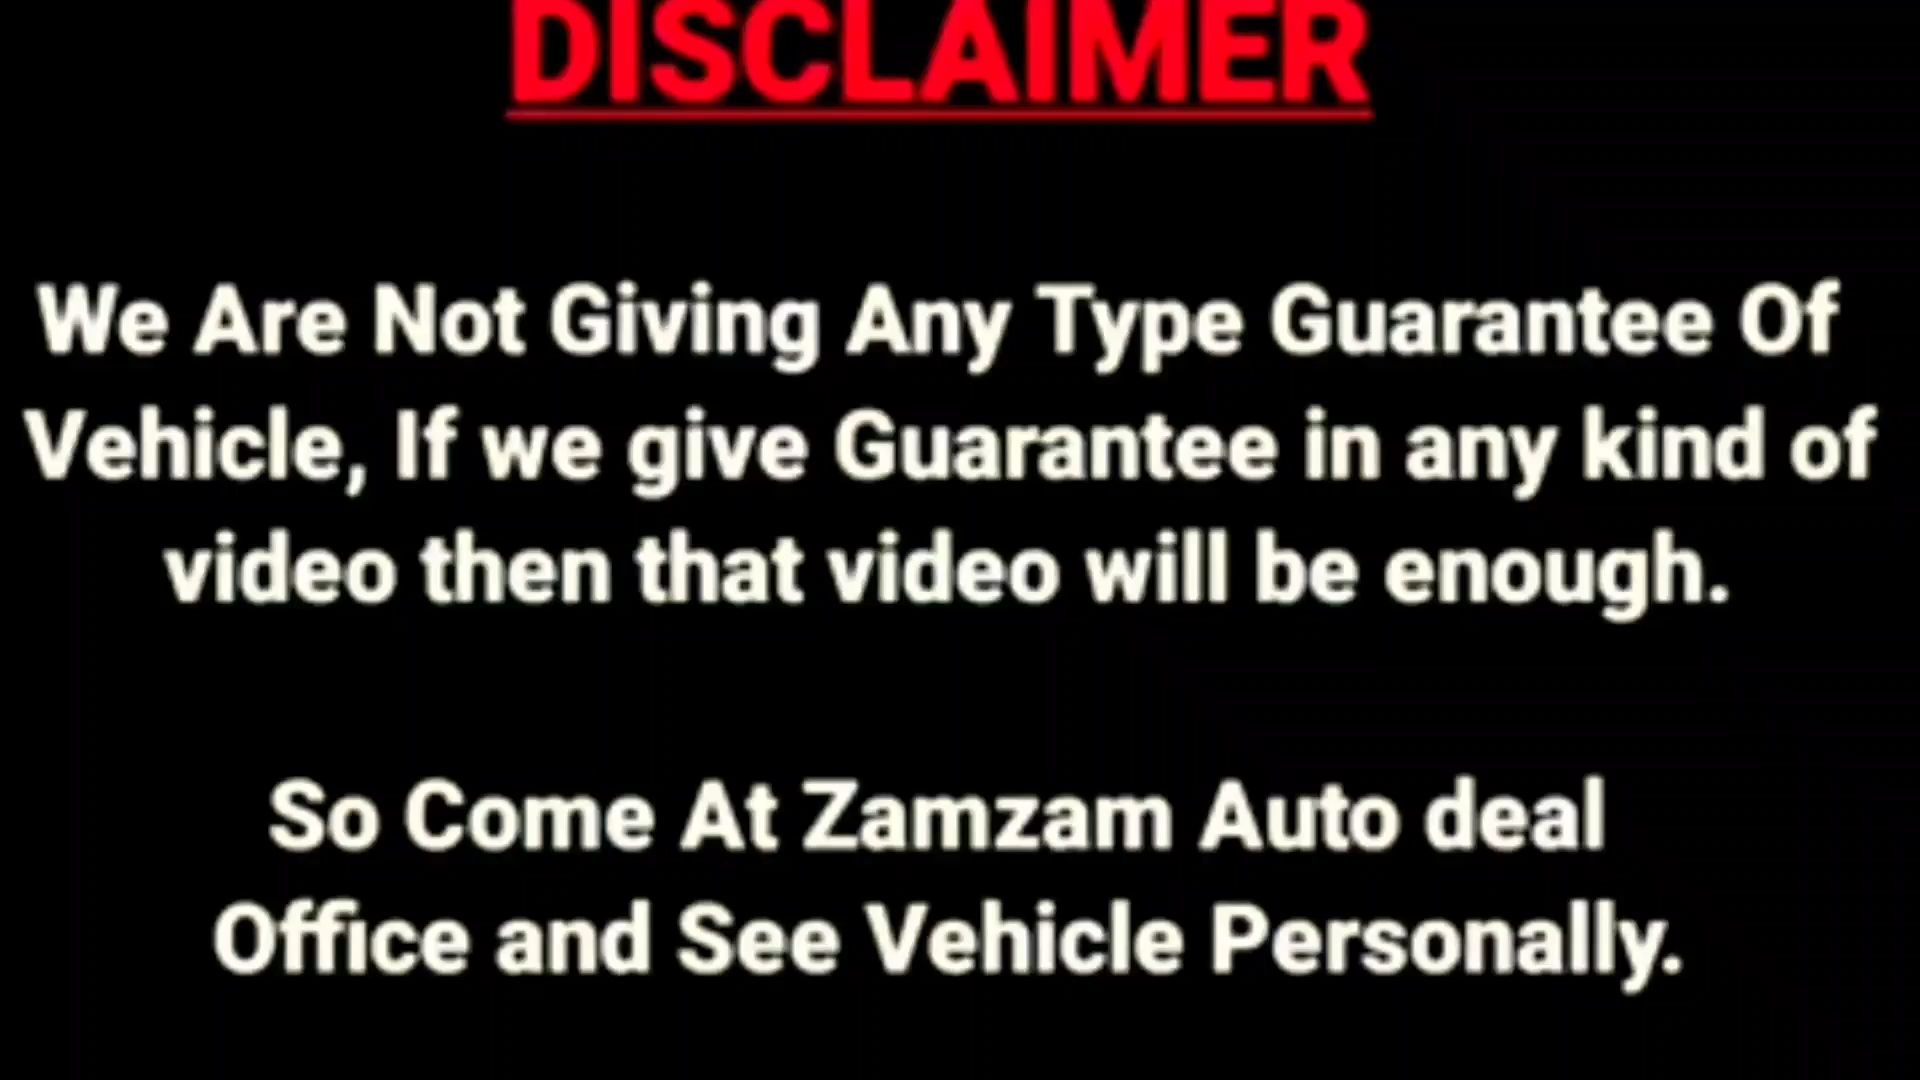 DISCLAIMER
We Are Not Giving Any Type Guarantee Of
Vehicle, If we give Guarantee in any kind of
video then that video will be enough.
So Come At Zamzam Auto deal
Office and See Vehicle Personally.